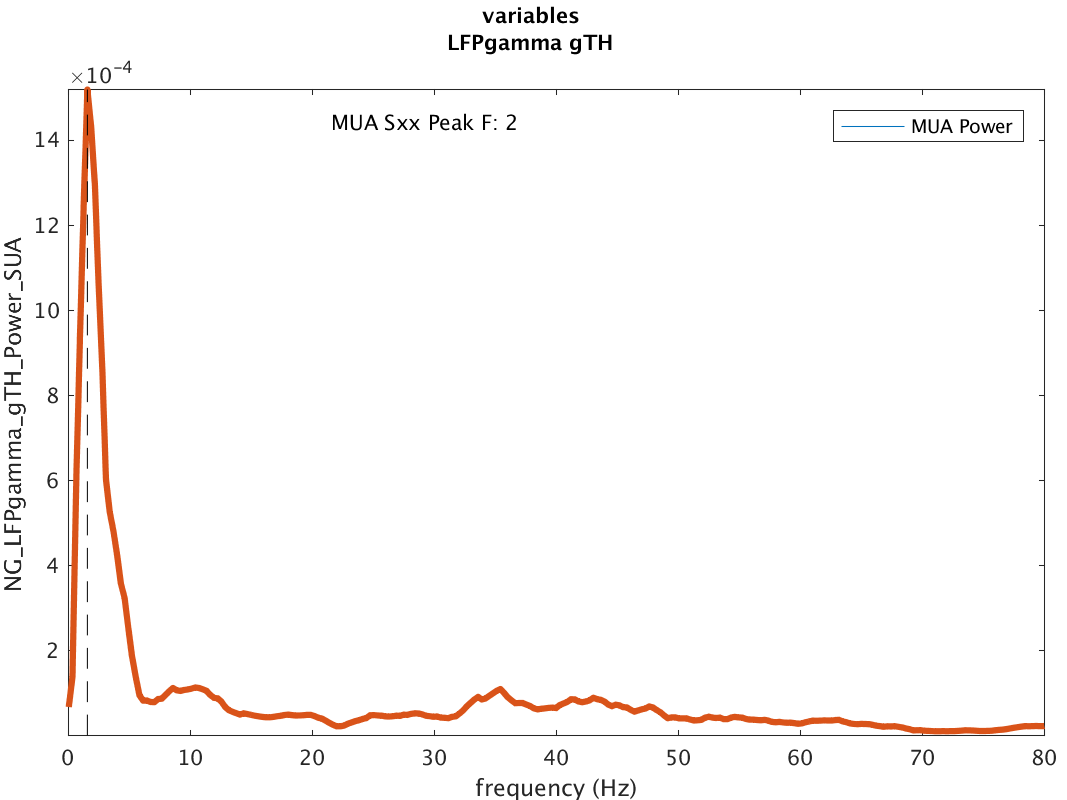 variables
LFPgamma gTH
×10⁻⁴
MUA Sxx Peak F: 2
MUA Power
14
12
10
8
6
4
2
NG_LFPgamma_gTH_Power_SUA
0 10 20 30 40 50 60 70 80
frequency (Hz)